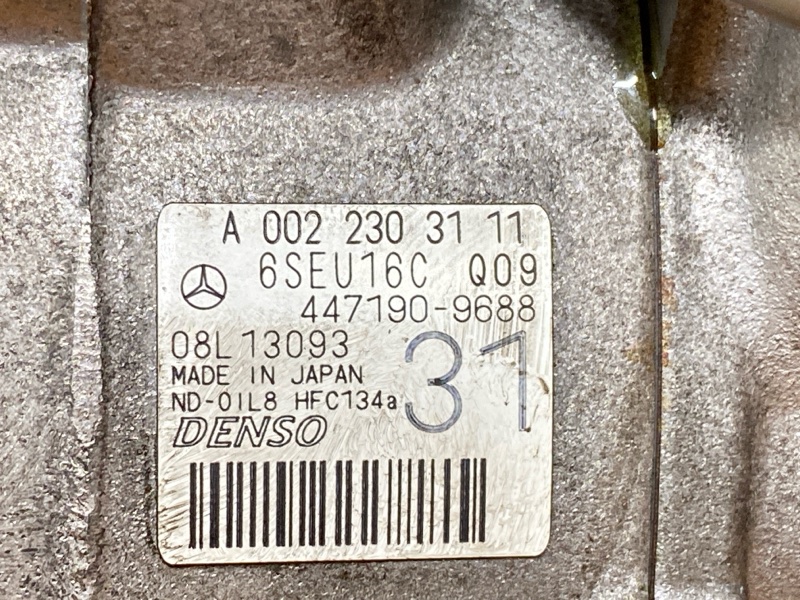 A 002 230 31 11
6SEU16C Q09
447190-9688
08L13093
31
MADE IN JAPAN
ND-OIL8 HFC134a
DENSO